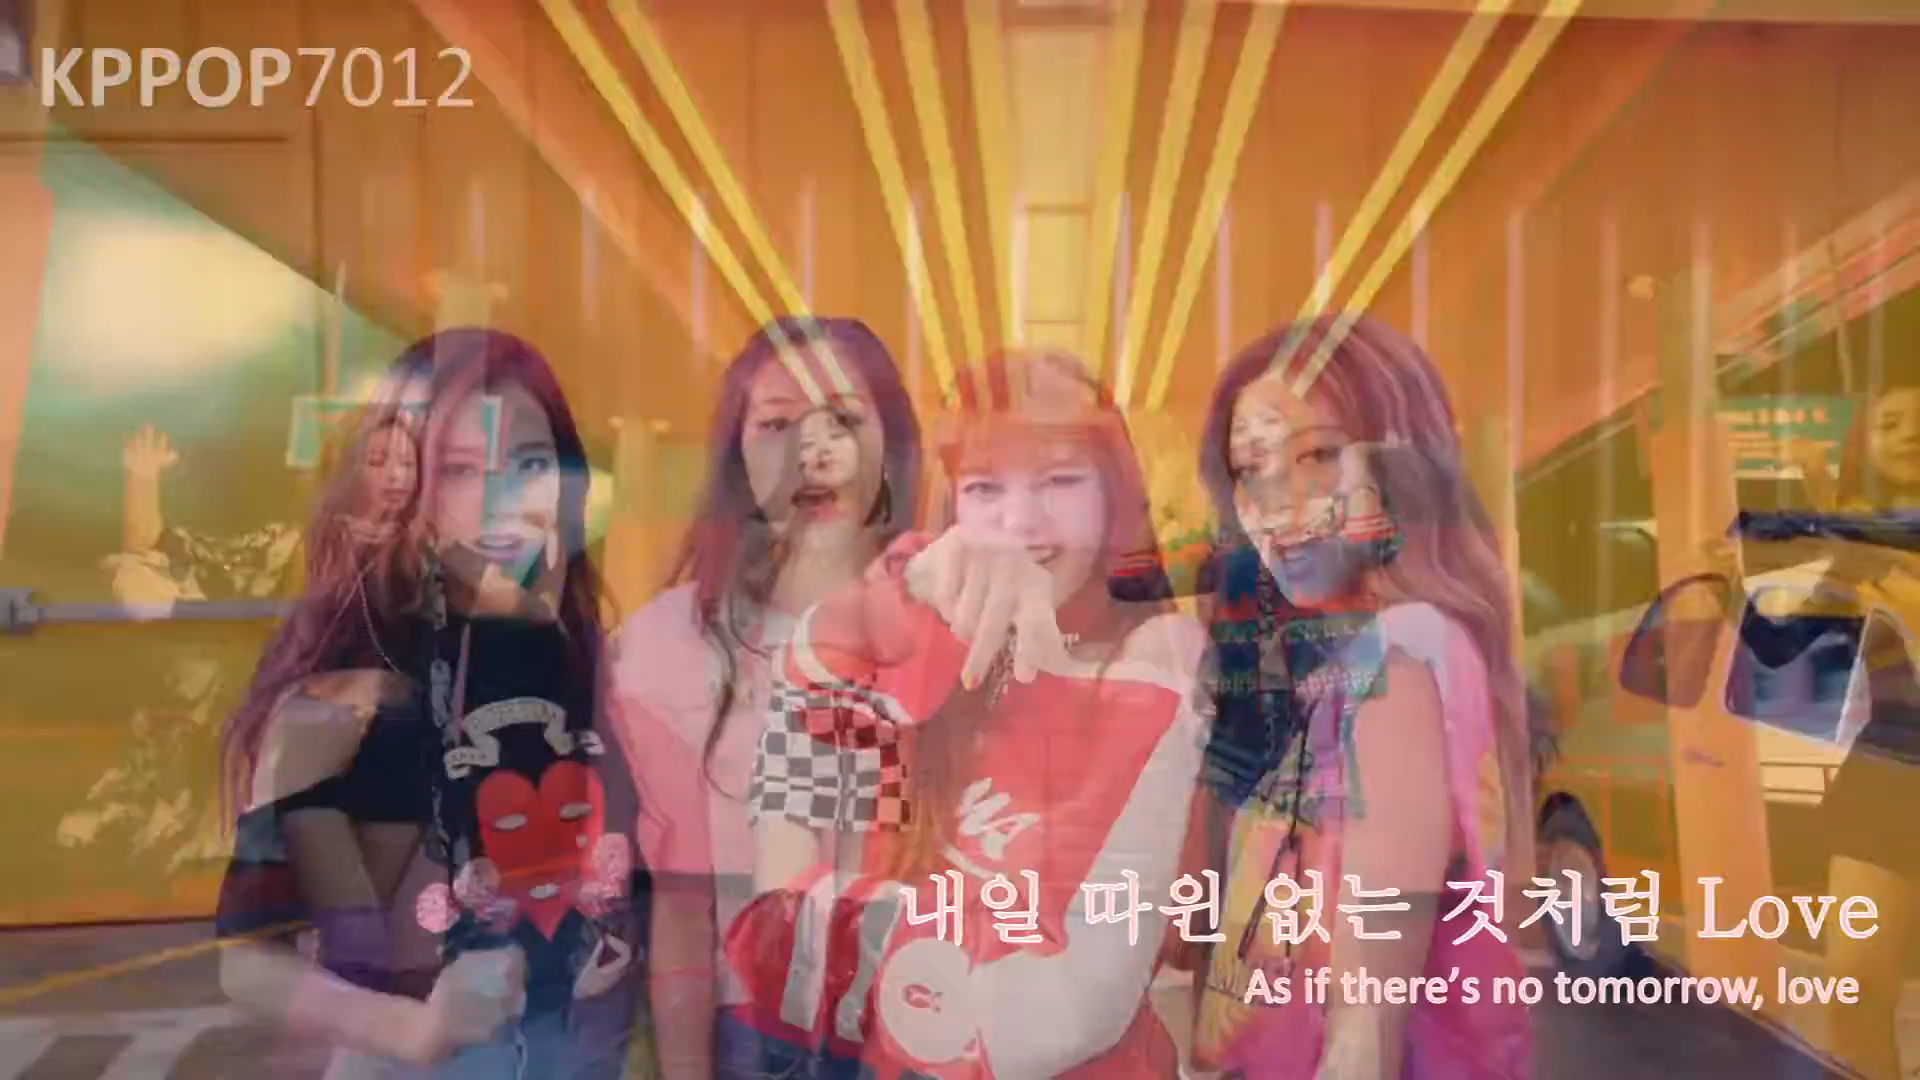 KPPOP7012
내일 따윈 없는 것처럼 Love
As if there's no tomorrow, love